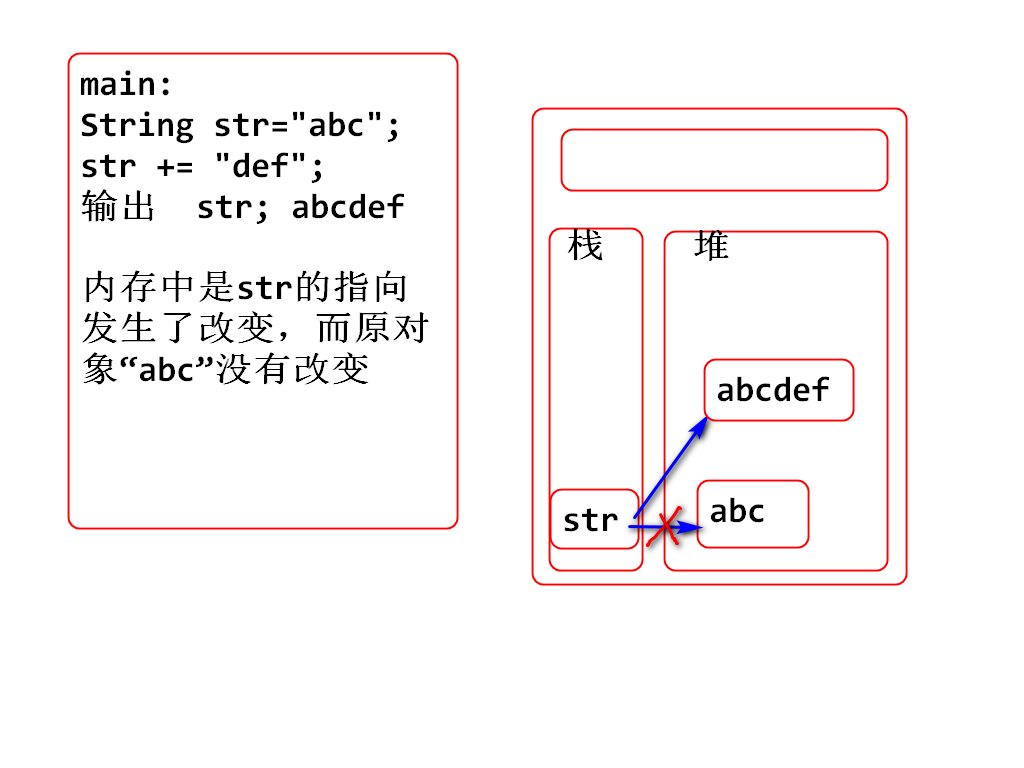 main:
String str="abc";
str += "def";
输出  str; abcdef
内存中是str的指向
发生了改变，而原对
象“abc”没有改变
栈
堆
abcdef
abc
str